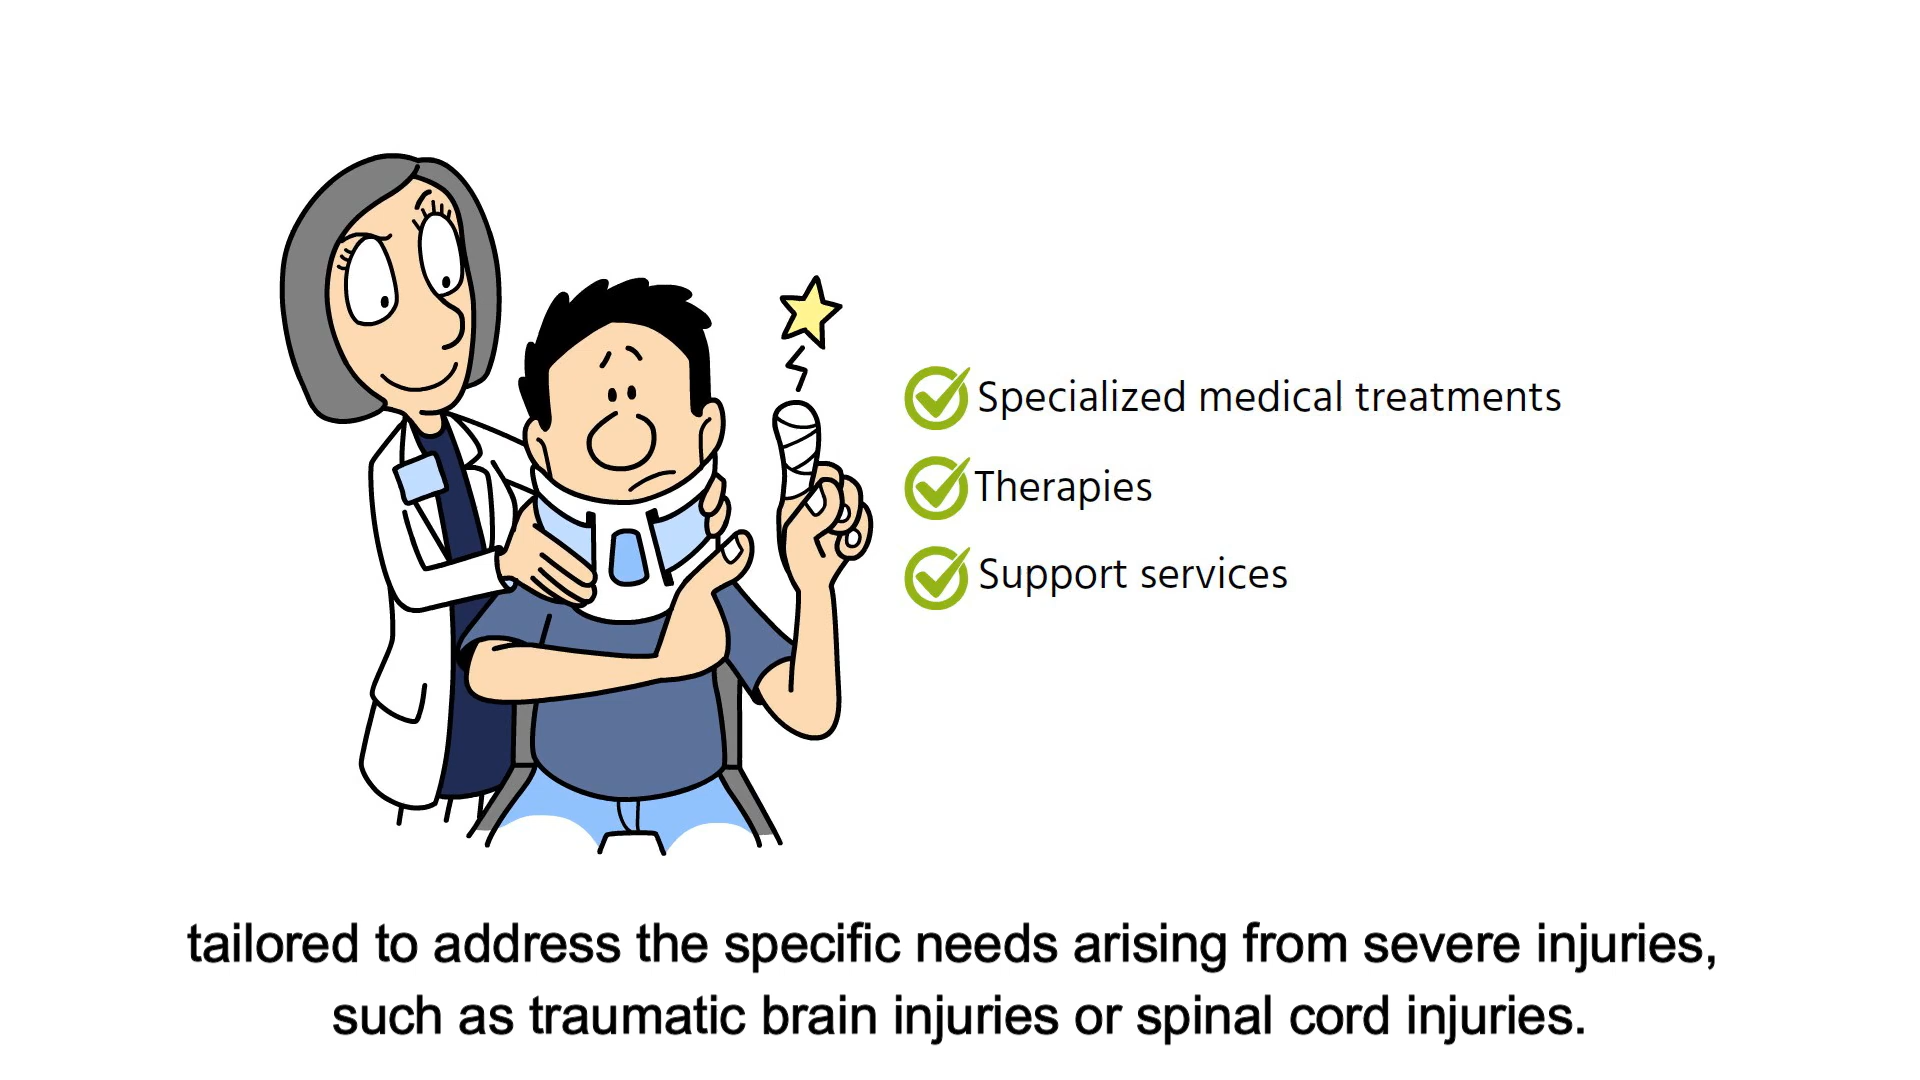 Specialized medical treatments
Therapies
Support services
tailored to address the specific needs arising from severe injuries,
such as traumatic brain injuries or spinal cord injuries.